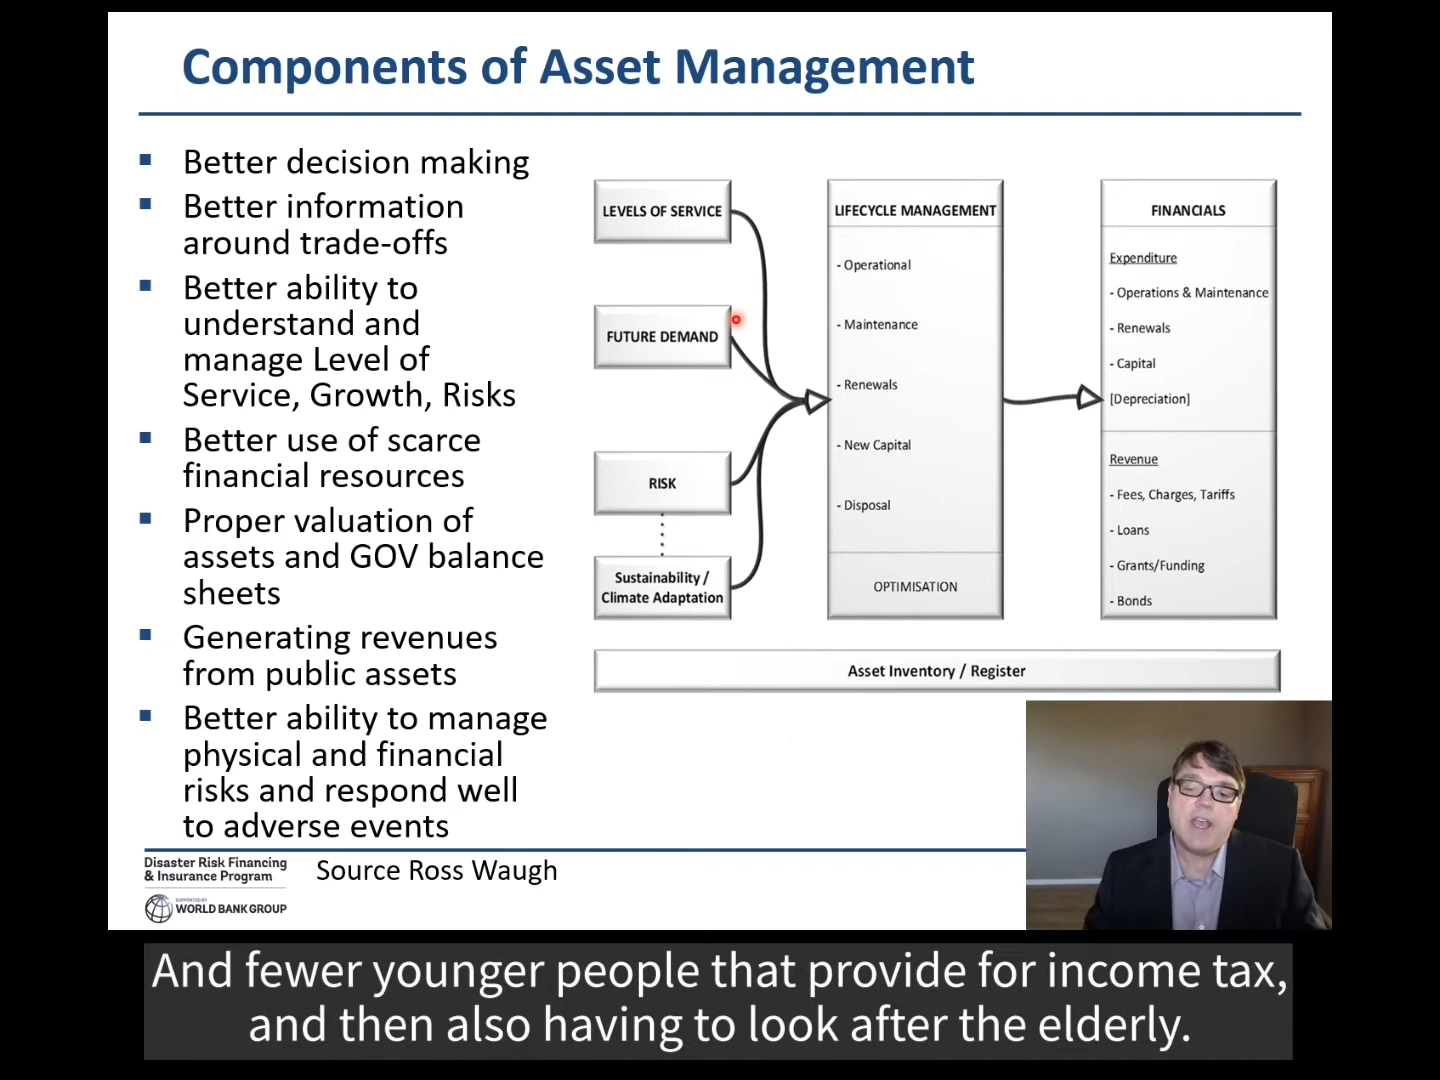 Components of Asset Management
▪ Better decision making
▪ Better information
around trade-offs
▪ Better ability to
understand and
manage Level of
Service, Growth, Risks
▪ Better use of scarce
financial resources
▪ Proper valuation of
assets and GOV balance
sheets
▪ Generating revenues
from public assets
▪ Better ability to manage
physical and financial
risks and respond well
to adverse events
LEVELS OF SERVICE
FUTURE DEMAND
RISK
Sustainability /
Climate Adaptation
LIFECYCLE MANAGEMENT
- Operational
- Maintenance
- Renewals
- New Capital
- Disposal
OPTIMISATION
FINANCIALS
Expenditure
- Operations & Maintenance
- Renewals
- Capital
[Depreciation]
Revenue
- Fees, Charges, Tariffs
- Loans
- Grants/Funding
- Bonds
Asset Inventory / Register
Disaster Risk Financing
& Insurance Program
SUPPORTED BY
WORLD BANK GROUP
Source Ross Waugh
And fewer younger people that provide for income tax,
and then also having to look after the elderly.